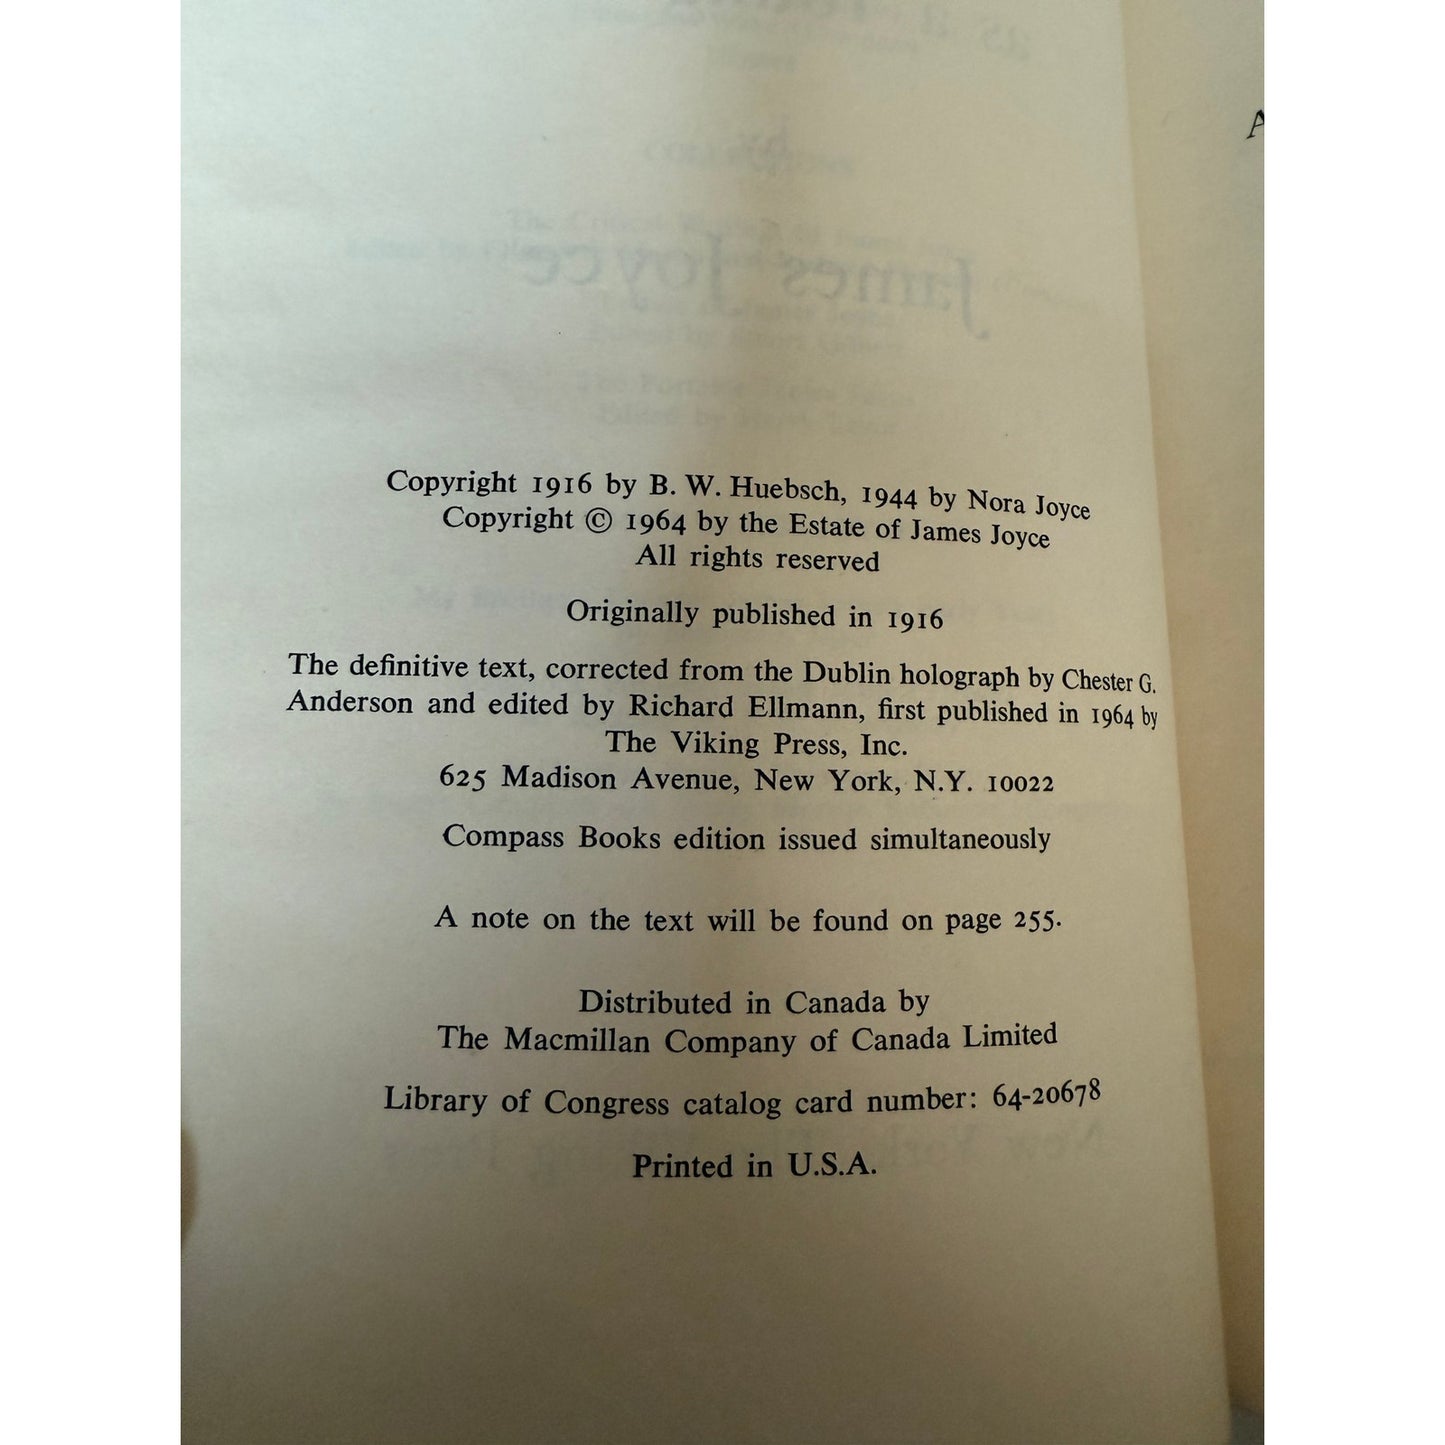 Copyright 1916 by B. W. Huebsch, 1944 by Nora Joyce
Copyright © 1964 by the Estate of James Joyce
All rights reserved
Originally published in 1916
The definitive text, corrected from the Dublin holograph by Chester G.
Anderson and edited by Richard Ellmann, first published in 1964 by
The Viking Press, Inc.
625 Madison Avenue, New York, N.Y. 10022
Compass Books edition issued simultaneously
A note on the text will be found on page 255.
Distributed in Canada by
The Macmillan Company of Canada Limited
Library of Congress catalog card number: 64-20678
Printed in U.S.A.